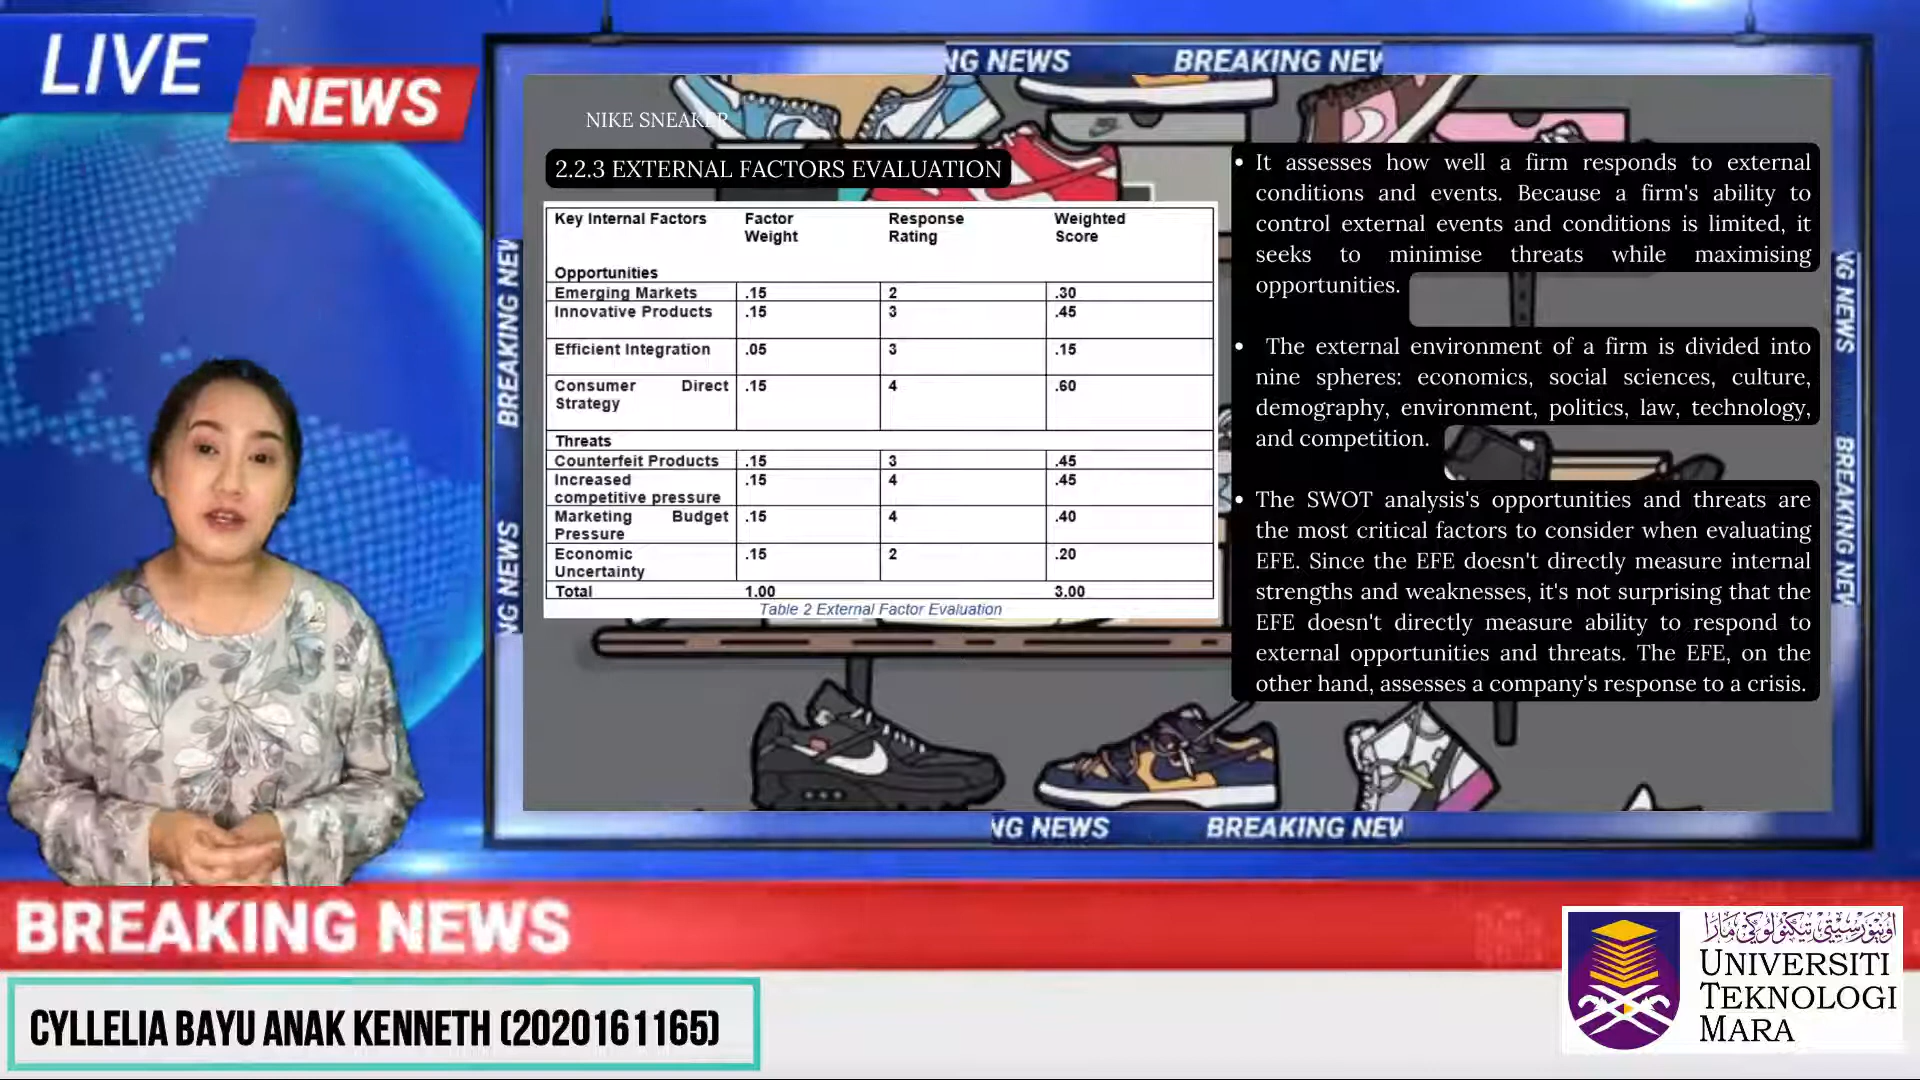 LIVE
NEWS
NG NEWS BREAKING NEW
NIKE SNEAKER
2.2.3 EXTERNAL FACTORS EVALUATION
Key Internal Factors Factor Weight Response Rating Weighted Score
Opportunities
Emerging Markets .15 2 .30
Innovative Products .15 3 .45
Efficient Integration .05 3 .15
Consumer Direct Strategy .15 4 .60
Threats
Counterfeit Products .15 3 .45
Increased competitive pressure .15 4 .45
Marketing Budget Pressure .15 4 .40
Economic Uncertainty .15 2 .20
Total 1.00 3.00
Table 2 External Factor Evaluation
• It assesses how well a firm responds to external
conditions and events. Because a firm's ability to
control external events and conditions is limited, it
seeks to minimise threats while maximising
opportunities.
• The external environment of a firm is divided into
nine spheres: economics, social sciences, culture,
demography, environment, politics, law, technology,
and competition.
• The SWOT analysis's opportunities and threats are
the most critical factors to consider when evaluating
EFE. Since the EFE doesn't directly measure internal
strengths and weaknesses, it's not surprising that the
EFE doesn't directly measure ability to respond to
external opportunities and threats. The EFE, on the
other hand, assesses a company's response to a crisis.
BREAKING NEW
NG NEWS
NG NEWS
BREAKING NEW
NG NEWS BREAKING NEW
BREAKING NEWS
CYLLELIA BAYU ANAK KENNETH (2020161165)
اونيۏرسيتي تيكنولوڬي مارا
UNIVERSITI
TEKNOLOGI
MARA